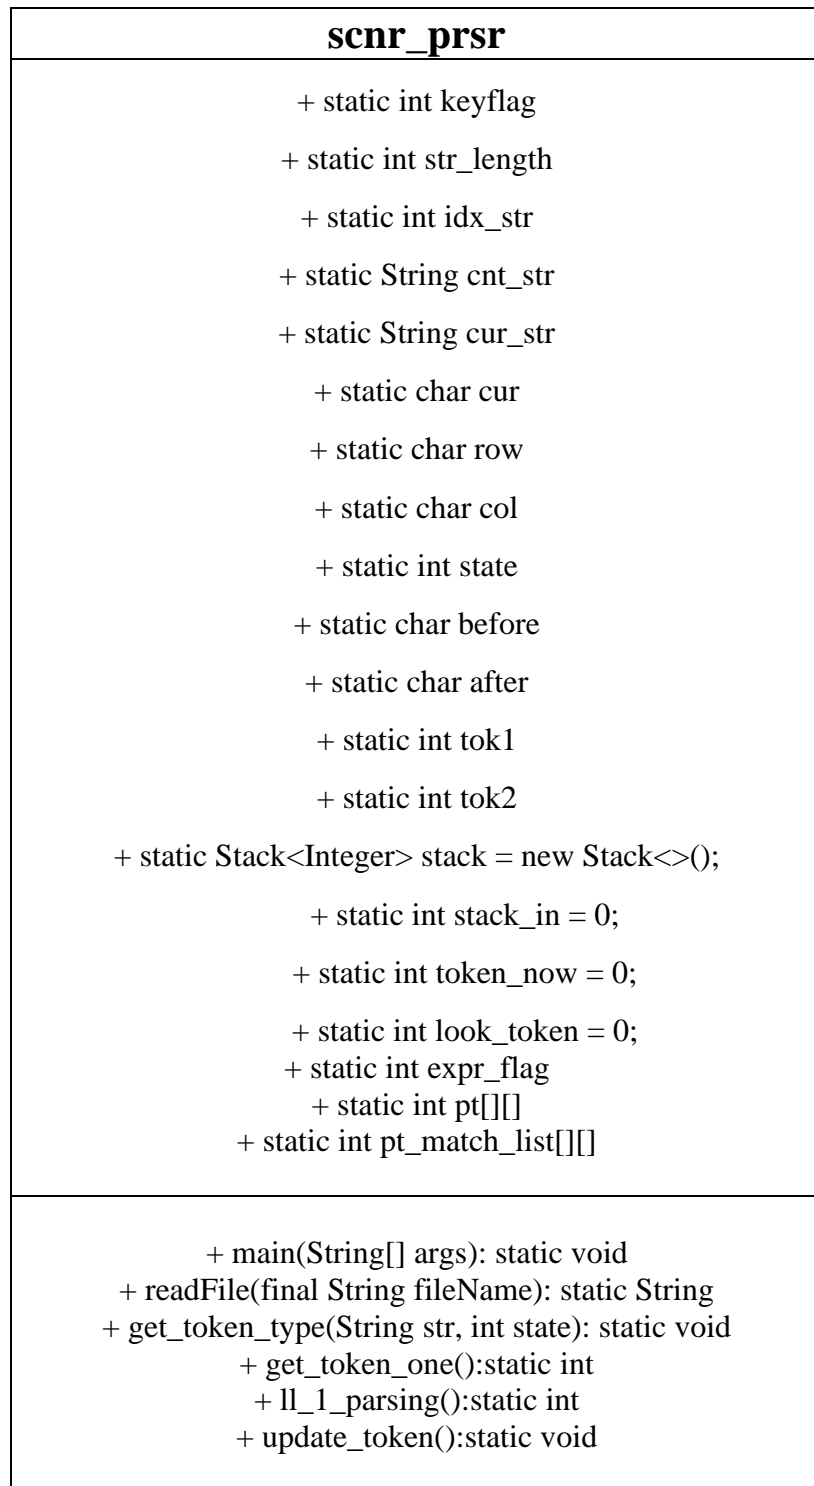 scnr_prsr
+ static int keyflag
+ static int str_length
+ static int idx_str
+ static String cnt_str
+ static String cur_str
+ static char cur
+ static char row
+ static char col
+ static int state
+ static char before
+ static char after
+ static int tok1
+ static int tok2
+ static Stack<Integer> stack = new Stack<>();
+ static int stack_in = 0;
+ static int token_now = 0;
+ static int look_token = 0;
+ static int expr_flag
+ static int pt[][]
+ static int pt_match_list[][]
+ main(String[] args): static void
+ readFile(final String fileName): static String
+ get_token_type(String str, int state): static void
+ get_token_one():static int
+ ll_1_parsing():static int
+ update_token():static void